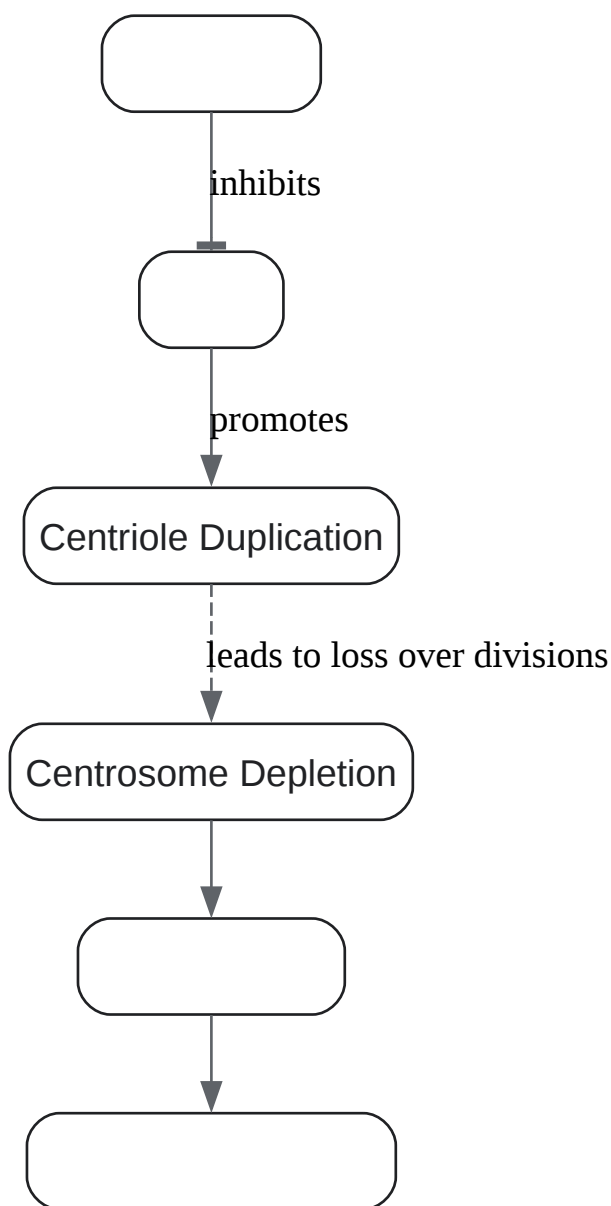 inhibits
promotes
Centriole Duplication
leads to loss over divisions
Centrosome Depletion